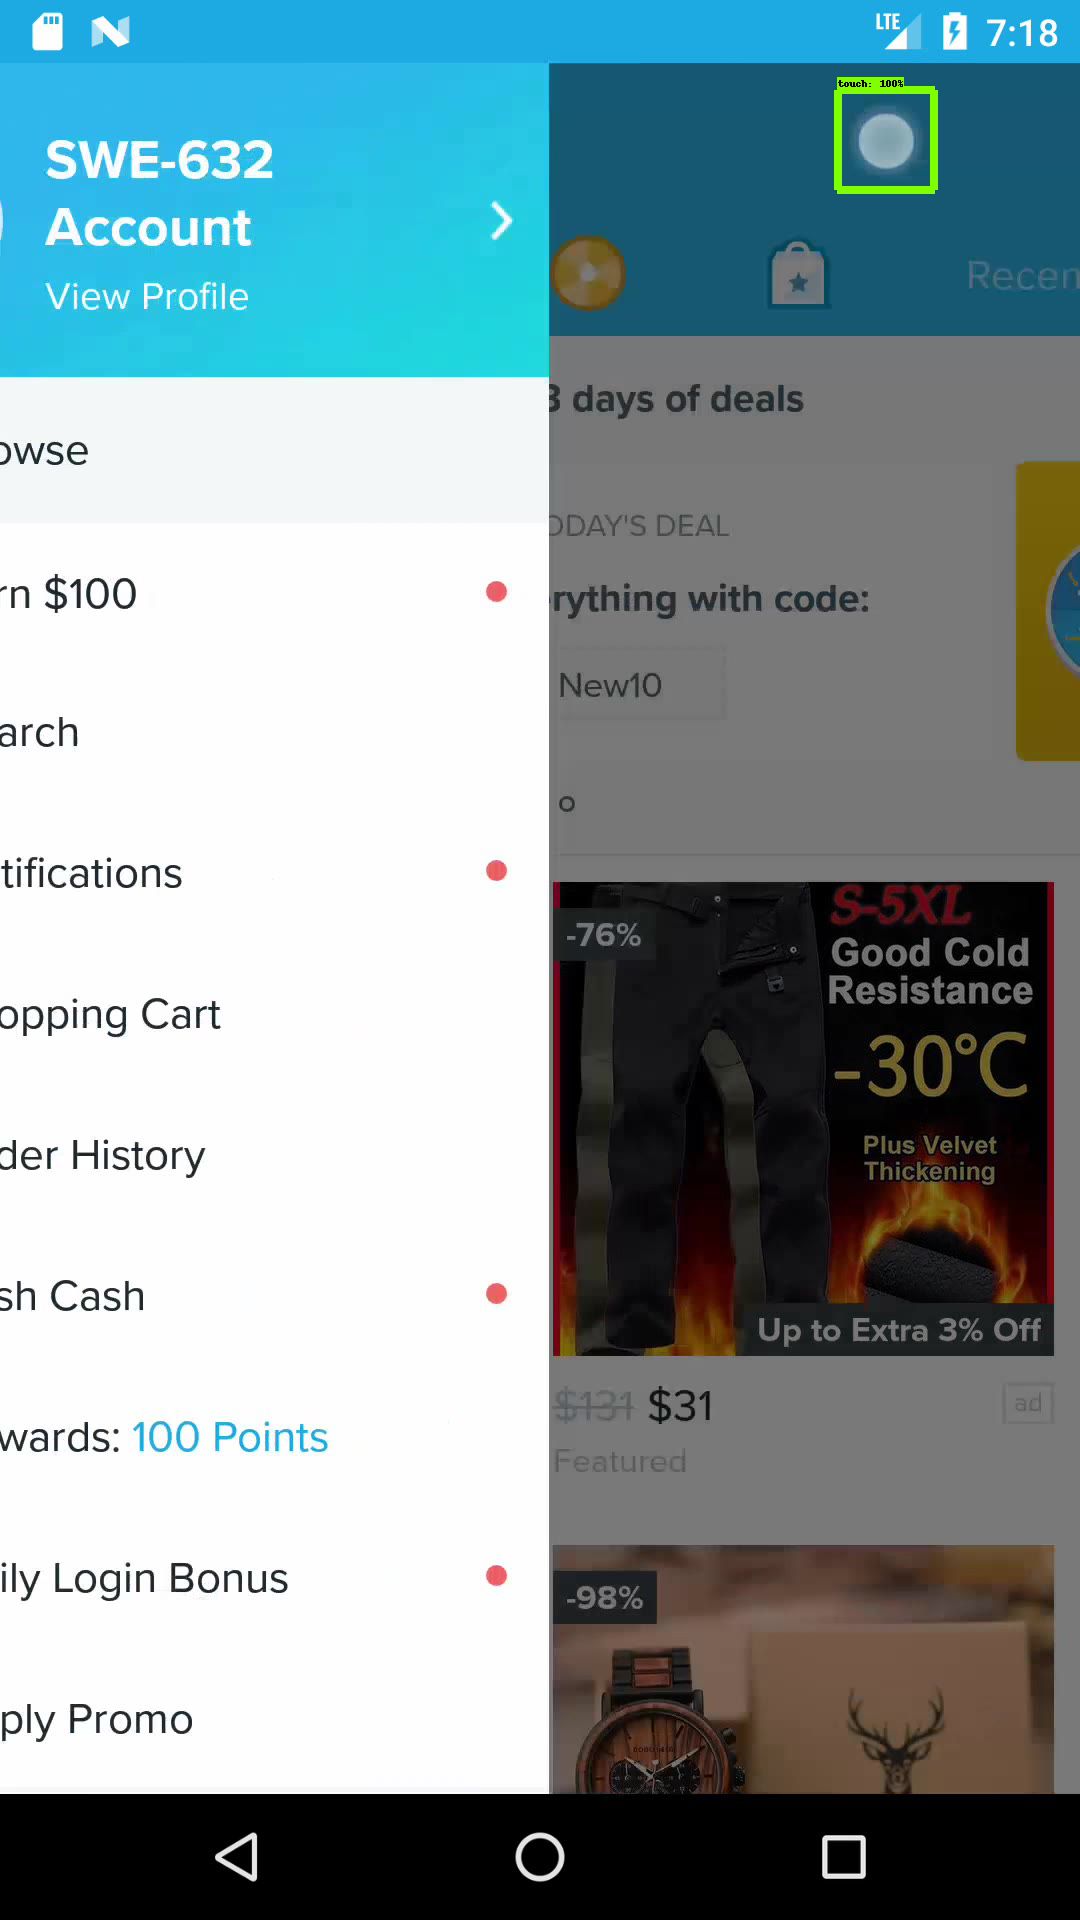 LTE 7:18
touch: 100%
SWE-632
Account
View Profile
Recen
3 days of deals
owse
ODAY'S DEAL
rn $100
rything with code:
New10
arch
tifications
-76%
S-5XL
Good Cold
Resistance
-30°C
opping Cart
Plus Velvet
Thickening
der History
sh Cash
Up to Extra 3% Off
$131 $31
ad
wards: 100 Points
Featured
ily Login Bonus
-98%
ply Promo